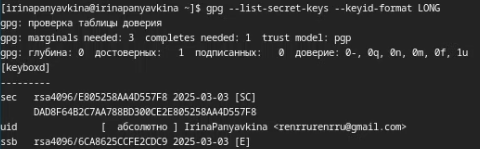 [irinapanyavkina@irinapanyavkina ~]$ gpg --list-secret-keys --keyid-format LONG
gpg: проверка таблицы доверия
gpg: marginals needed: 3  completes needed: 1  trust model: pgp
gpg: глубина: 0  достоверных:   1  подписанных:   0  доверие: 0-, 0q, 0n, 0m, 0f, 1u
[keyboxd]
---------
sec   rsa4096/E805258AA4D557F8 2025-03-03 [SC]
      DAD8F64B2C7AA788BD300CE2E805258AA4D557F8
uid                 [  абсолютно ] IrinaPanyavkina <renrrurenrru@gmail.com>
ssb   rsa4096/6CA8625CCFE2CDC9 2025-03-03 [E]